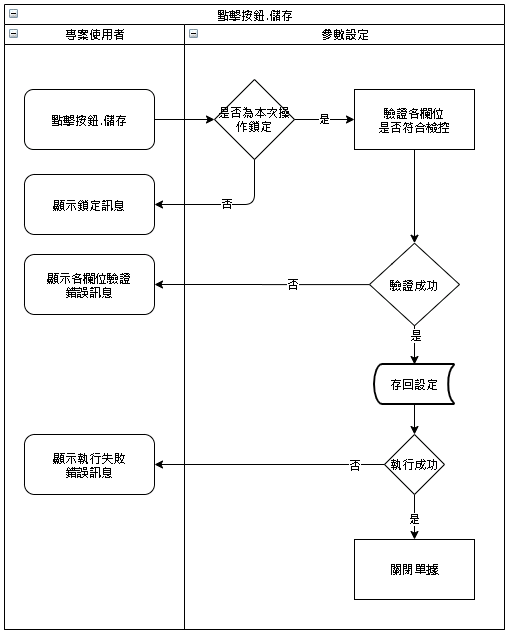 點擊按鈕.儲存
專案使用者
參數設定
點擊按鈕.儲存
是否為本次操
作鎖定
是
驗證各欄位
是否符合檢控
否
顯示鎖定訊息
顯示各欄位驗證
錯誤訊息
否
驗證成功
是
存回設定
顯示執行失敗
錯誤訊息
否
執行成功
是
關閉單據